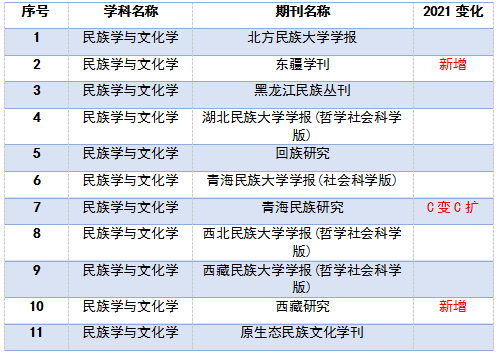 序号 学科名称 期刊名称 2021变化
1 民族学与文化学 北方民族大学学报
2 民族学与文化学 东疆学刊 新增
3 民族学与文化学 黑龙江民族丛刊
4 民族学与文化学 湖北民族大学学报(哲学社会科学
版)
5 民族学与文化学 回族研究
6 民族学与文化学 青海民族大学学报(社会科学版)
7 民族学与文化学 青海民族研究 C变C扩
8 民族学与文化学 西北民族大学学报(哲学社会科学
版)
9 民族学与文化学 西藏民族大学学报(哲学社会科学
版)
10 民族学与文化学 西藏研究 新增
11 民族学与文化学 原生态民族文化学刊